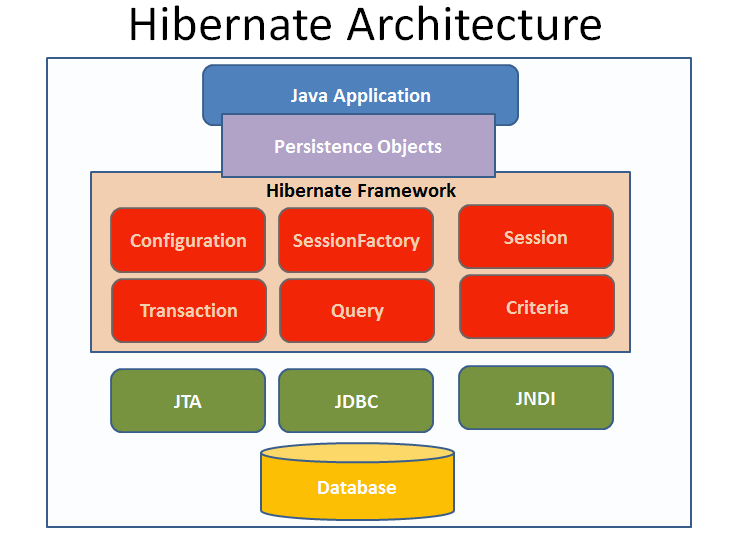 Hibernate Architecture
Java Application
Persistence Objects
Hibernate Framework
Configuration
SessionFactory
Session
Transaction
Query
Criteria
JTA
JDBC
JNDI
Database